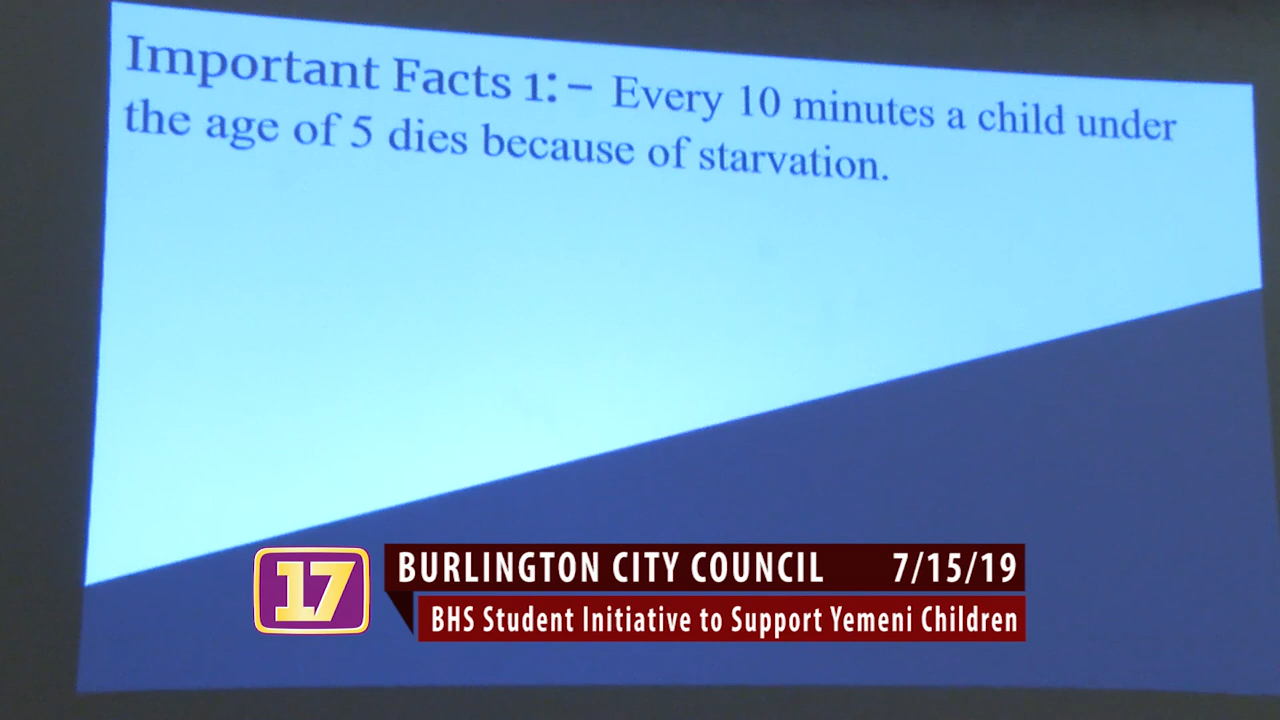 Important Facts 1:- Every 10 minutes a child under
the age of 5 dies because of starvation.
17
BURLINGTON CITY COUNCIL 7/15/19
BHS Student Initiative to Support Yemeni Children